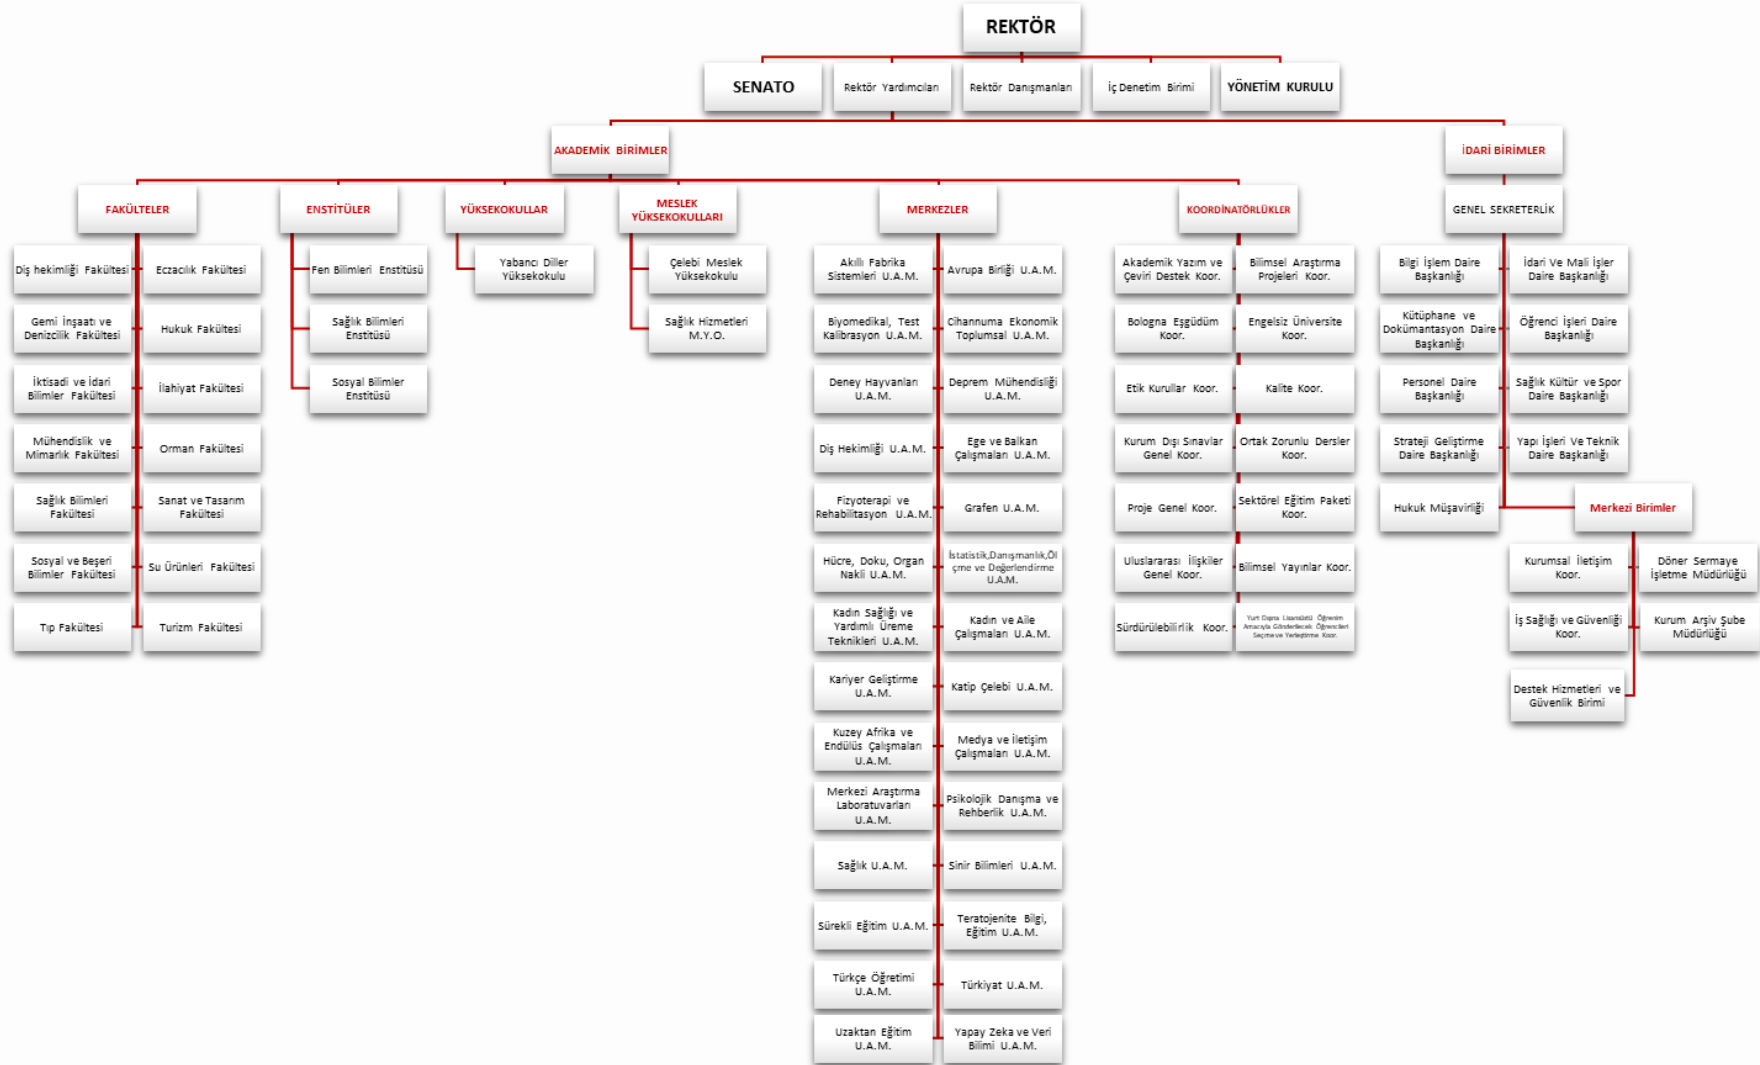 REKTÖR
SENATO
Rektör Yardımcıları
Rektör Danışmanları
İç Denetim Birimi
YÖNETİM KURULU
AKADEMİK BİRİMLER
İDARİ BİRİMLER
FAKÜLTELER
ENSTİTÜLER
YÜKSEKOKULLAR
MESLEK
YÜKSEKOKULLARI
MERKEZLER
KOORDİNATÖRLÜKLER
GENEL SEKRETERLİK
Diş hekimliği Fakültesi
Eczacılık Fakültesi
Gemi İnşaatı ve
Denizcilik Fakültesi
Hukuk Fakültesi
İktisadi ve İdari
Bilimler Fakültesi
İlahiyat Fakültesi
Mühendislik ve
Mimarlık Fakültesi
Orman Fakültesi
Sağlık Bilimleri
Fakültesi
Sanat ve Tasarım
Fakültesi
Sosyal ve Beşeri
Bilimler Fakültesi
Su Ürünleri Fakültesi
Tıp Fakültesi
Turizm Fakültesi
Fen Bilimleri Enstitüsü
Sağlık Bilimleri
Enstitüsü
Sosyal Bilimler
Enstitüsü
Yabancı Diller
Yüksekokulu
Çelebi Meslek
Yüksekokulu
Sağlık Hizmetleri
M.Y.O.
Akıllı Fabrika
Sistemleri U.A.M.
Avrupa Birliği U.A.M.
Biyomedikal, Test
Kalibrasyon U.A.M.
Cihannuma Ekonomik
Toplumsal U.A.M.
Deney Hayvanları
U.A.M.
Deprem Mühendisliği
U.A.M.
Diş Hekimliği U.A.M.
Ege ve Balkan
Çalışmaları U.A.M.
Fizyoterapi ve
Rehabilitasyon U.A.M.
Grafen U.A.M.
Hücre, Doku, Organ
Nakli U.A.M.
İstatistik,Danışmanlık,Öl
çme ve Değerlendirme
U.A.M.
Kadın Sağlığı ve
Yardımlı Üreme
Teknikleri U.A.M.
Kadın ve Aile
Çalışmaları U.A.M.
Kariyer Geliştirme
U.A.M.
Katip Çelebi U.A.M.
Kuzey Afrika ve
Endülüs Çalışmaları
U.A.M.
Medya ve İletişim
Çalışmaları U.A.M.
Merkezi Araştırma
Laboratuvarları
U.A.M.
Psikolojik Danışma ve
Rehberlik U.A.M.
Sağlık U.A.M.
Sinir Bilimleri U.A.M.
Sürekli Eğitim U.A.M.
Teratojenite Bilgi,
Eğitim U.A.M.
Türkçe Öğretimi
U.A.M.
Türkiyat U.A.M.
Uzaktan Eğitim
U.A.M.
Yapay Zeka ve Veri
Bilimi U.A.M.
Akademik Yazım ve
Çeviri Destek Koor.
Bilimsel Araştırma
Projeleri Koor.
Bologna Eşgüdüm
Koor.
Engelsiz Üniversite
Koor.
Etik Kurullar Koor.
Kalite Koor.
Kurum Dışı Sınavlar
Genel Koor.
Ortak Zorunlu Dersler
Koor.
Proje Genel Koor.
Sektörel Eğitim Paketi
Koor.
Uluslararası İlişkiler
Genel Koor.
Bilimsel Yayınlar Koor.
Sürdürülebilirlik Koor.
Yurt Dışına Lisansüstü Öğrenim
Amacıyla Gönderilecek Öğrencileri
Seçme ve Yerleştirme Koor.
Bilgi İşlem Daire
Başkanlığı
İdari Ve Mali İşler
Daire Başkanlığı
Kütüphane ve
Dokümantasyon Daire
Başkanlığı
Öğrenci İşleri Daire
Başkanlığı
Personel Daire
Başkanlığı
Sağlık Kültür ve Spor
Daire Başkanlığı
Strateji Geliştirme
Daire Başkanlığı
Yapı İşleri Ve Teknik
Daire Başkanlığı
Hukuk Müşavirliği
Merkezi Birimler
Kurumsal İletişim
Koor.
Döner Sermaye
İşletme Müdürlüğü
İş Sağlığı ve Güvenliği
Koor.
Kurum Arşiv Şube
Müdürlüğü
Destek Hizmetleri ve
Güvenlik Birimi